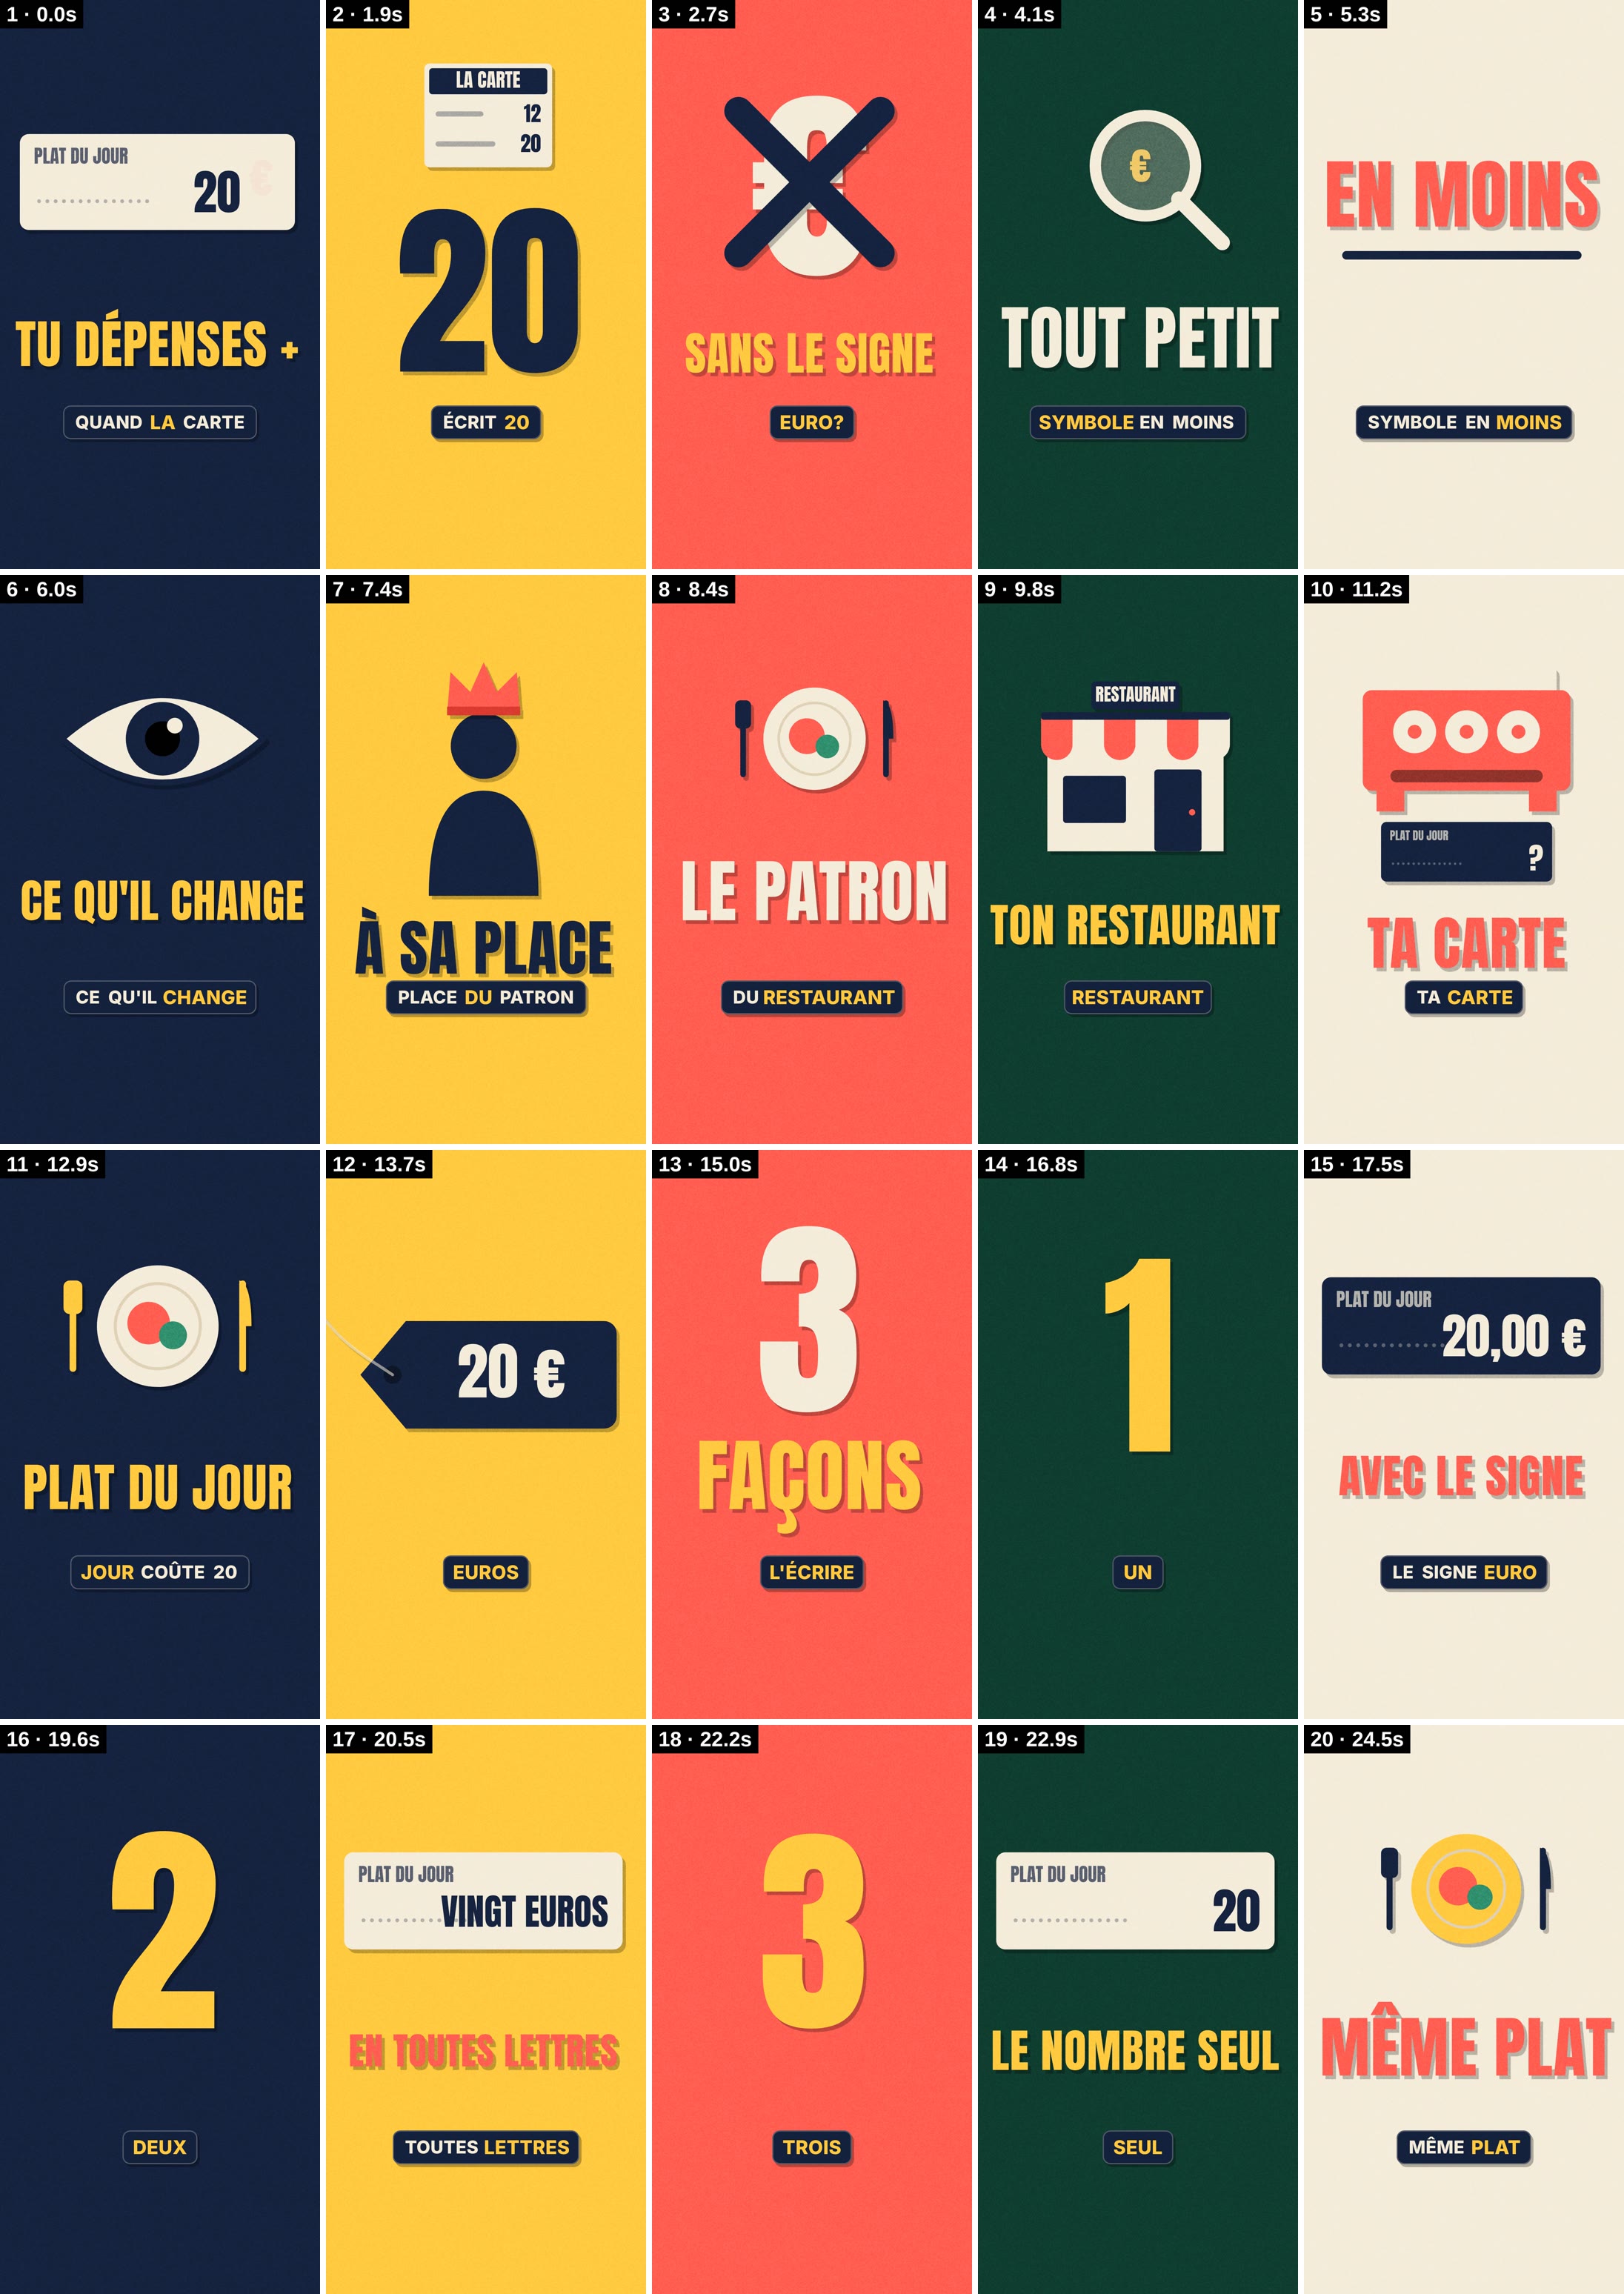 1 · 0.0s
PLAT DU JOUR
20 €
TU DÉPENSES +
QUAND LA CARTE
2 · 1.9s
LA CARTE
12
20
20
ÉCRIT 20
3 · 2.7s
€
SANS LE SIGNE
EURO?
4 · 4.1s
€
TOUT PETIT
SYMBOLE EN MOINS
5 · 5.3s
EN MOINS
SYMBOLE EN MOINS
6 · 6.0s
CE QU'IL CHANGE
CE QU'IL CHANGE
7 · 7.4s
À SA PLACE
PLACE DU PATRON
8 · 8.4s
LE PATRON
DU RESTAURANT
9 · 9.8s
RESTAURANT
TON RESTAURANT
RESTAURANT
10 · 11.2s
PLAT DU JOUR
?
TA CARTE
TA CARTE
11 · 12.9s
PLAT DU JOUR
JOUR COÛTE 20
12 · 13.7s
20 €
EUROS
13 · 15.0s
3
FAÇONS
L'ÉCRIRE
14 · 16.8s
1
UN
15 · 17.5s
PLAT DU JOUR
20,00 €
AVEC LE SIGNE
LE SIGNE EURO
16 · 19.6s
2
DEUX
17 · 20.5s
PLAT DU JOUR
VINGT EUROS
EN TOUTES LETTRES
TOUTES LETTRES
18 · 22.2s
3
TROIS
19 · 22.9s
PLAT DU JOUR
20
LE NOMBRE SEUL
SEUL
20 · 24.5s
MÊME PLAT
MÊME PLAT